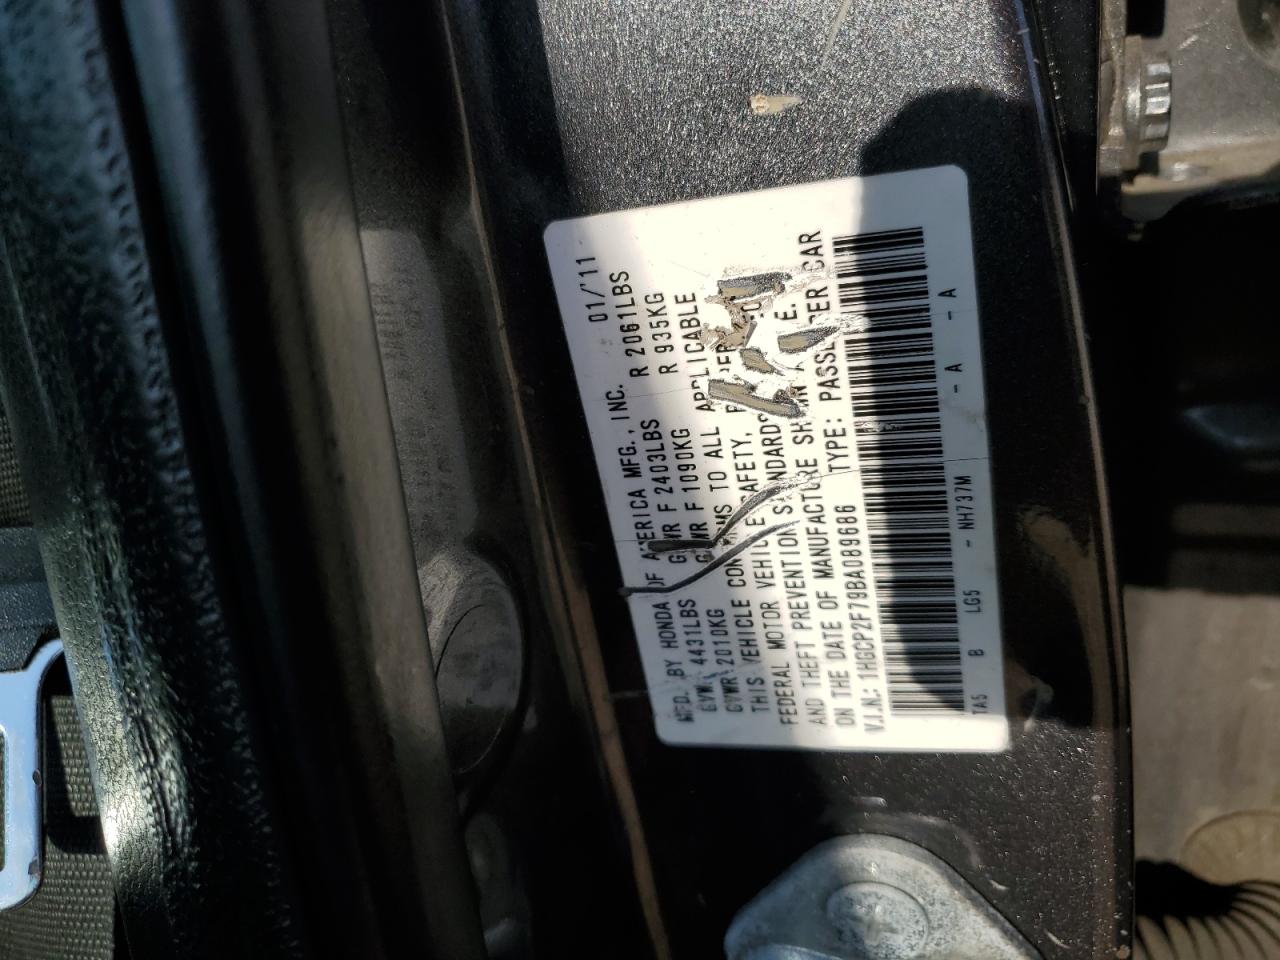 MFD. BY HONDA OF AMERICA MFG., INC. 01/'11
GVWR 4431LBS GAWR F 2403LBS R 2061LBS
GVWR 2010KG GAWR F 1090KG R 935KG
THIS VEHICLE CONFORMS TO ALL APPLICABLE
FEDERAL MOTOR VEHICLE SAFETY,
AND THEFT PREVENTION STANDARDS
ON THE DATE OF MANUFACTURE SHOWN E.
V.I.N.: 1HGCP2F79BA089686 TYPE: PASSENGER CAR
TA5 B LG5 - NH737M - A - A